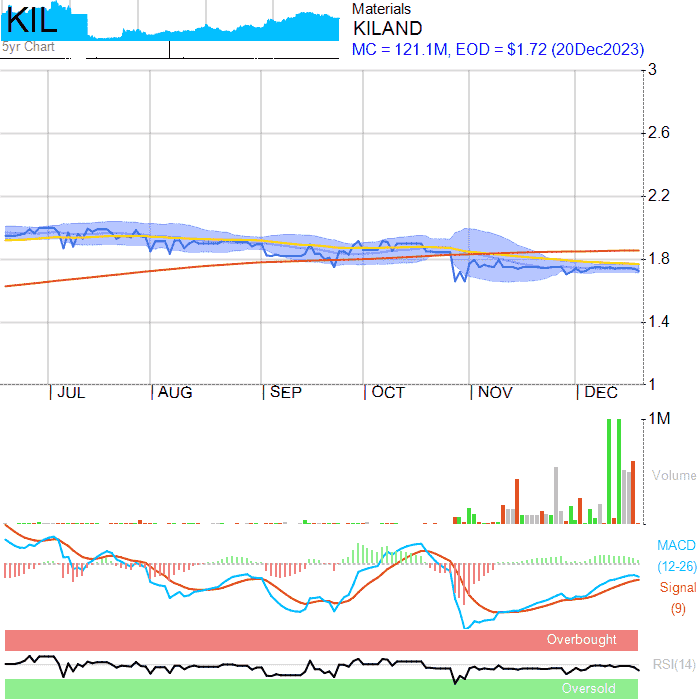 KIL
5yr Chart
Materials
KILAND
MC = 121.1M, EOD = $1.72 (20Dec2023)
3
2.6
2.2
1.8
1.4
1
JUL AUG SEP OCT NOV DEC
1M
Volume
MACD
(12-26)
Signal
(9)
Overbought
RSI(14)
Oversold